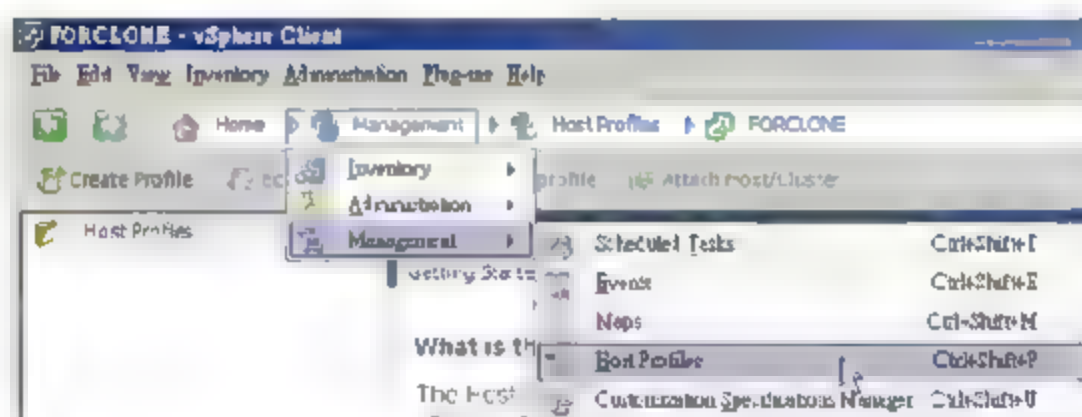 FORCLONE - vSphere Client
File Edit View Inventory Administration Plug-ins Help
Home Management Host Profiles FORCLONE
Create Profile profile Attach Host/Cluster
Inventory
Administration
Host Profiles
Management
Scheduled Tasks Ctrl+Shift+T
Getting Starte
Events Ctrl+Shift+E
Maps Ctrl+Shift+M
What is th
Host Profiles Ctrl+Shift+P
The Host
Customization Specifications Manager Ctrl+Shift+U